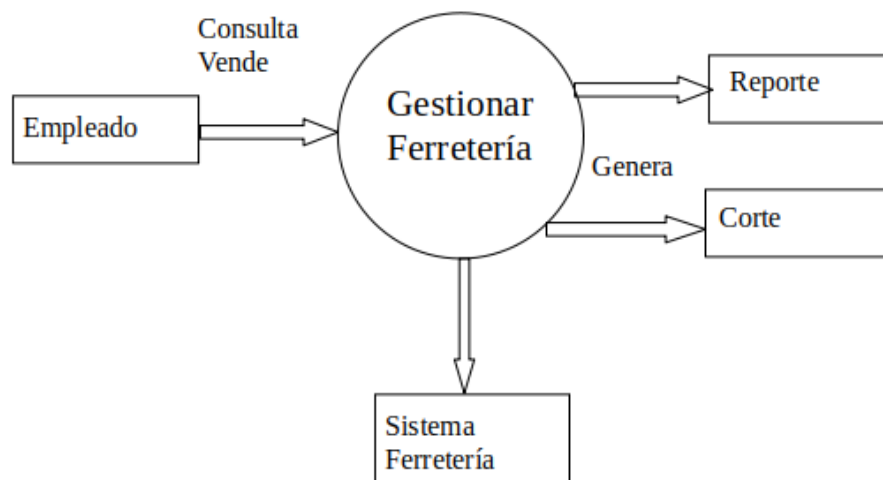 Consulta
Vende
Empleado
Gestionar
Ferretería
Reporte
Genera
Corte
Sistema
Ferretería